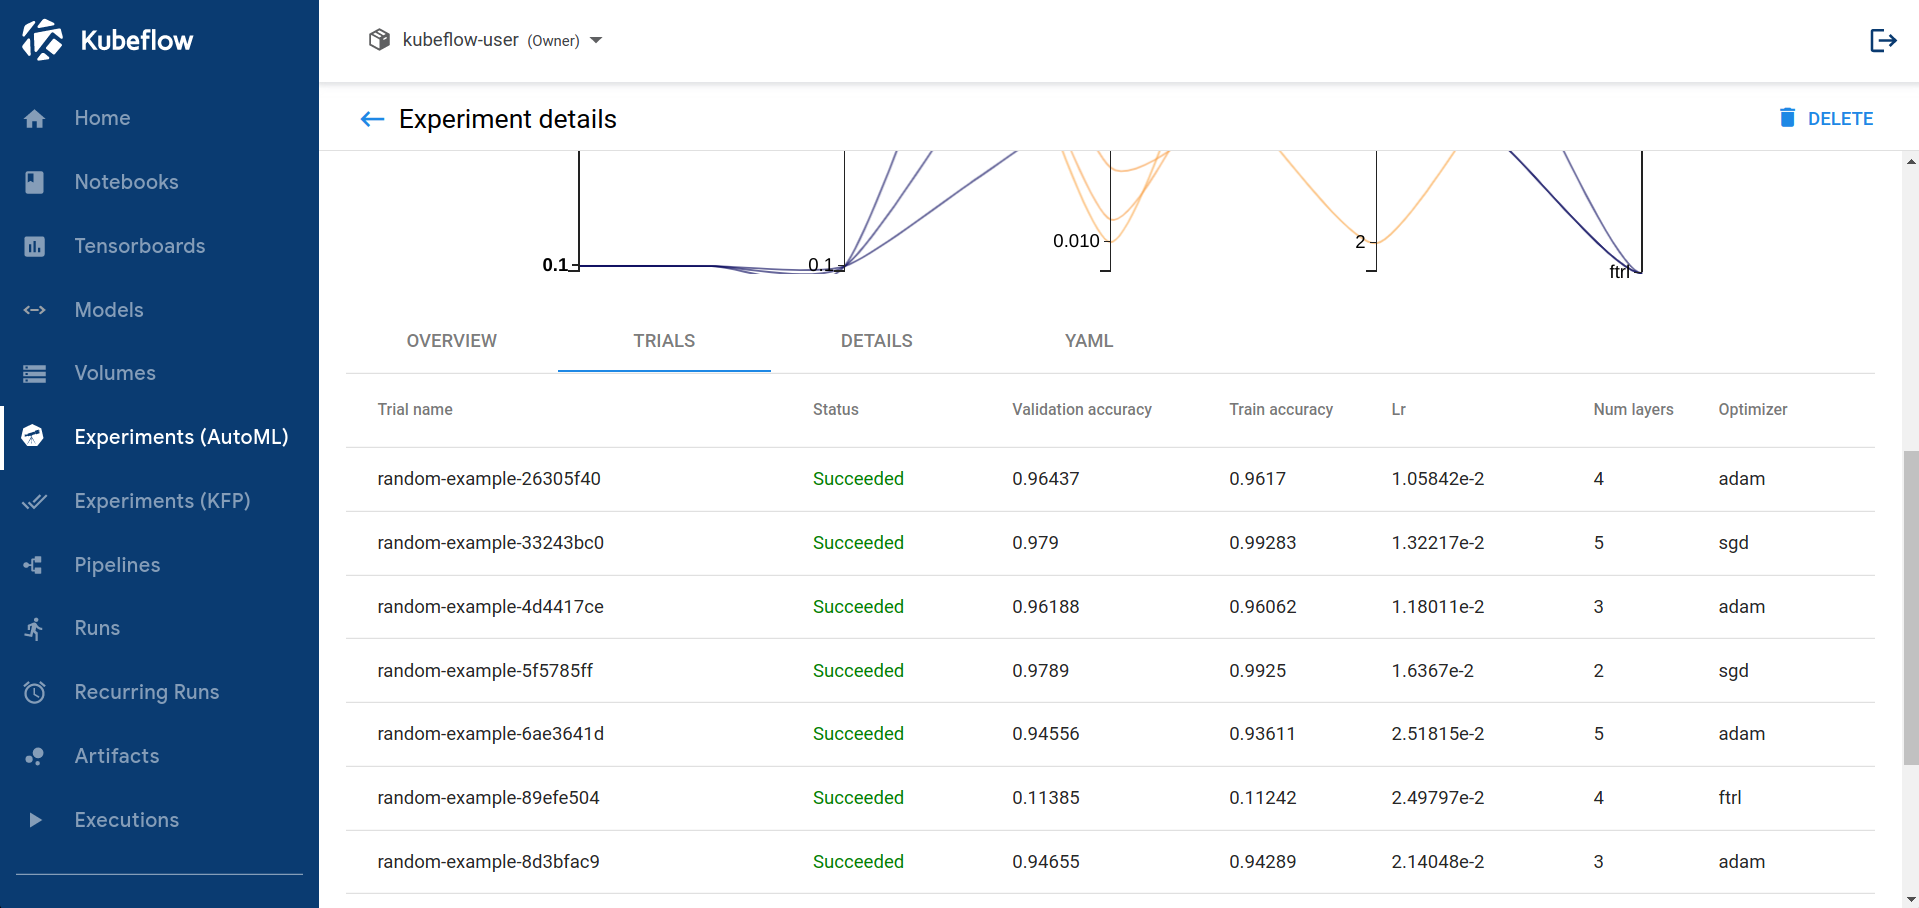 Kubeflow
kubeflow-user (Owner)
Home
Notebooks
Tensorboards
Models
Volumes
Experiments (AutoML)
Experiments (KFP)
Pipelines
Runs
Recurring Runs
Artifacts
Executions
Experiment details
DELETE
0.1 0.1 0.010 2 ftrl
OVERVIEW TRIALS DETAILS YAML
Trial name Status Validation accuracy Train accuracy Lr Num layers Optimizer
random-example-26305f40 Succeeded 0.96437 0.9617 1.05842e-2 4 adam
random-example-33243bc0 Succeeded 0.979 0.99283 1.32217e-2 5 sgd
random-example-4d4417ce Succeeded 0.96188 0.96062 1.18011e-2 3 adam
random-example-5f5785ff Succeeded 0.9789 0.9925 1.6367e-2 2 sgd
random-example-6ae3641d Succeeded 0.94556 0.93611 2.51815e-2 5 adam
random-example-89efe504 Succeeded 0.11385 0.11242 2.49797e-2 4 ftrl
random-example-8d3bfac9 Succeeded 0.94655 0.94289 2.14048e-2 3 adam